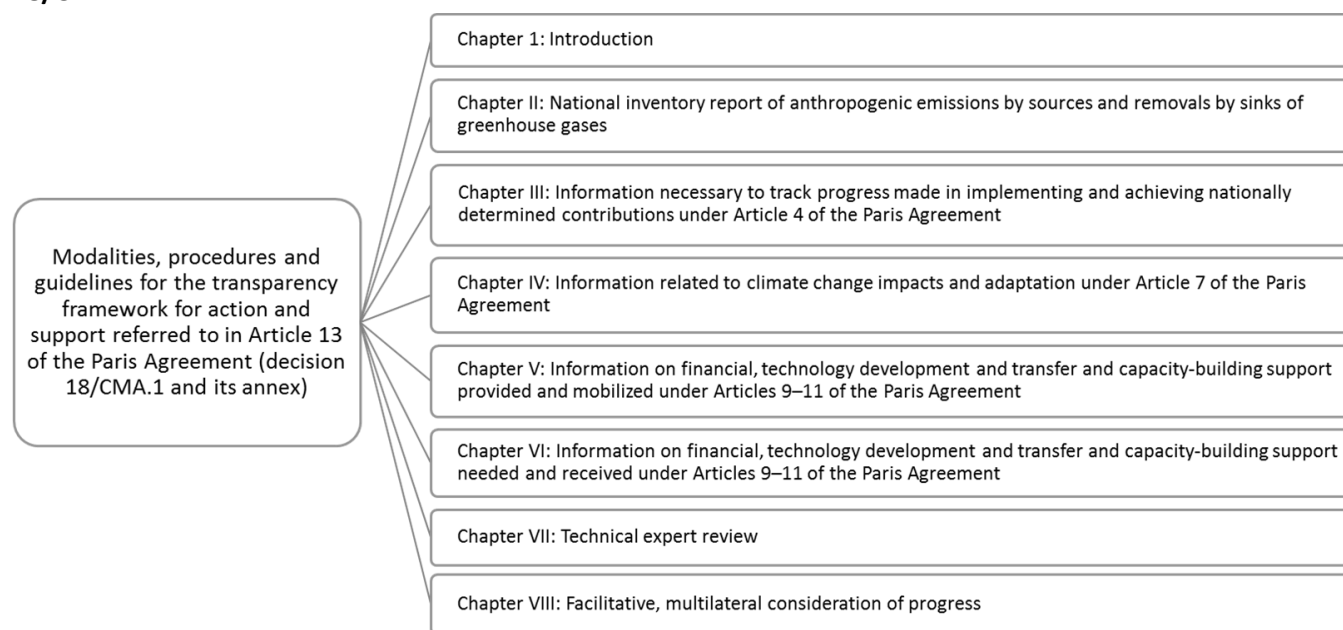 Modalities, procedures and
guidelines for the transparency
framework for action and
support referred to in Article 13
of the Paris Agreement (decision
18/CMA.1 and its annex)
Chapter 1: Introduction
Chapter II: National inventory report of anthropogenic emissions by sources and removals by sinks of
greenhouse gases
Chapter III: Information necessary to track progress made in implementing and achieving nationally
determined contributions under Article 4 of the Paris Agreement
Chapter IV: Information related to climate change impacts and adaptation under Article 7 of the Paris
Agreement
Chapter V: Information on financial, technology development and transfer and capacity-building support
provided and mobilized under Articles 9–11 of the Paris Agreement
Chapter VI: Information on financial, technology development and transfer and capacity-building support
needed and received under Articles 9–11 of the Paris Agreement
Chapter VII: Technical expert review
Chapter VIII: Facilitative, multilateral consideration of progress